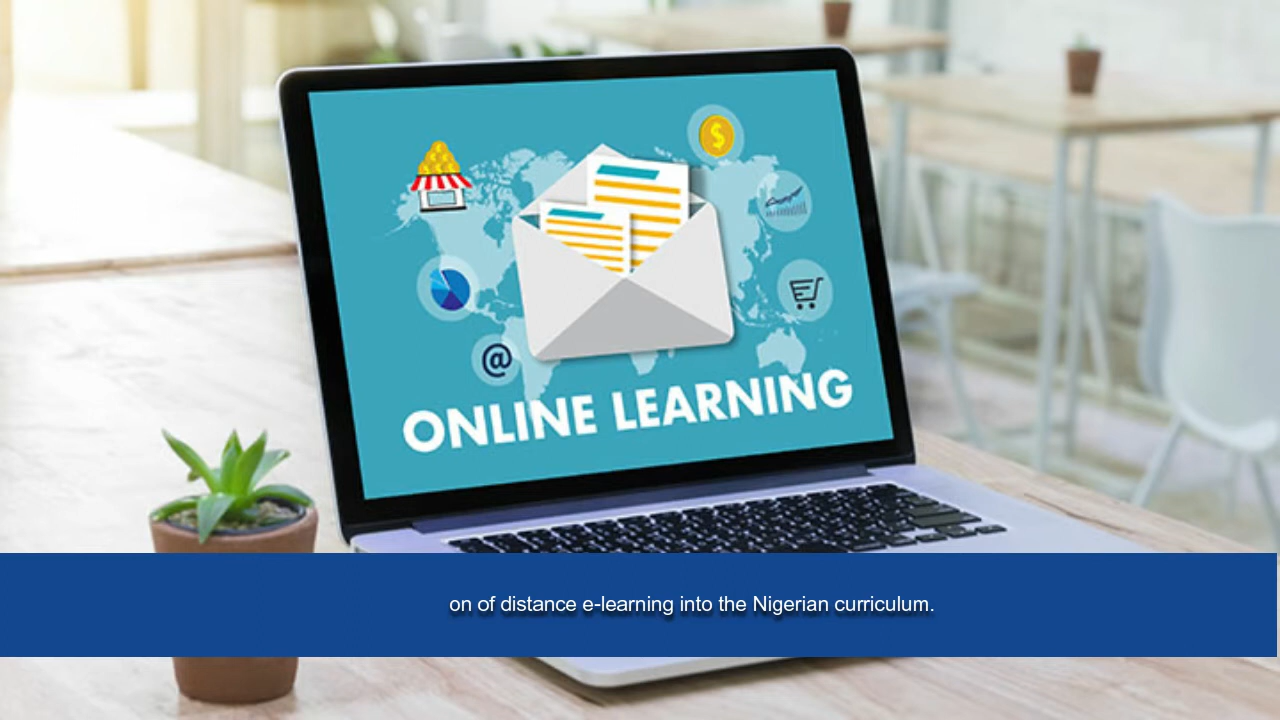 $
@
ONLINE LEARNING
on of distance e-learning into the Nigerian curriculum.